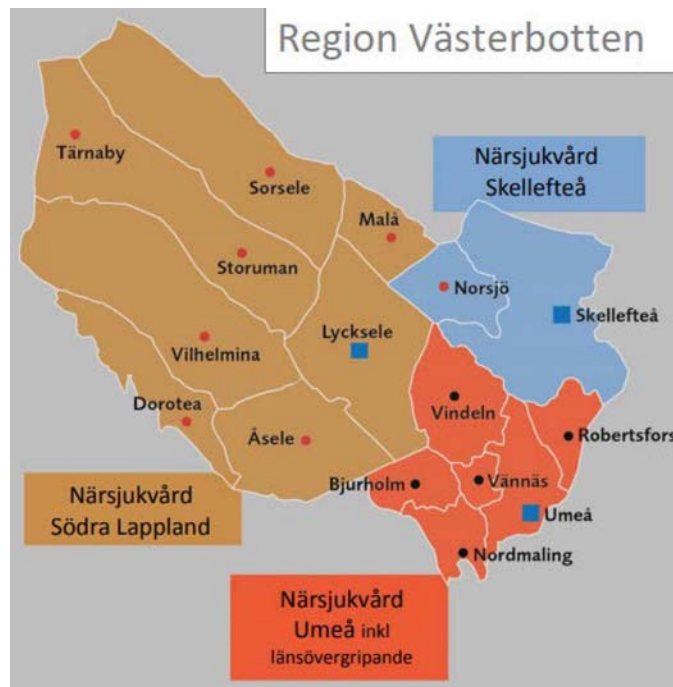 Region Västerbotten
Närsjukvård
Skellefteå
Tärnaby
Sorsele
Malå
Storuman
Norsjö
Skellefteå
Lycksele
Vilhelmina
Dorotea
Vindeln
Åsele
Robertsfors
Bjurholm
Vännäs
Umeå
Nordmaling
Närsjukvård
Södra Lappland
Närsjukvård
Umeå inkl
länsövergripande